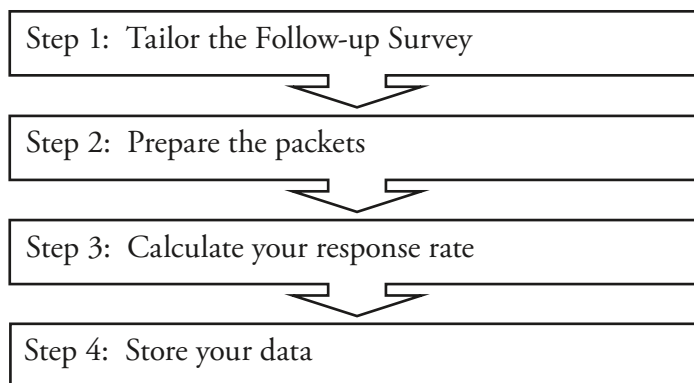 Step 1: Tailor the Follow-up Survey
Step 2: Prepare the packets
Step 3: Calculate your response rate
Step 4: Store your data